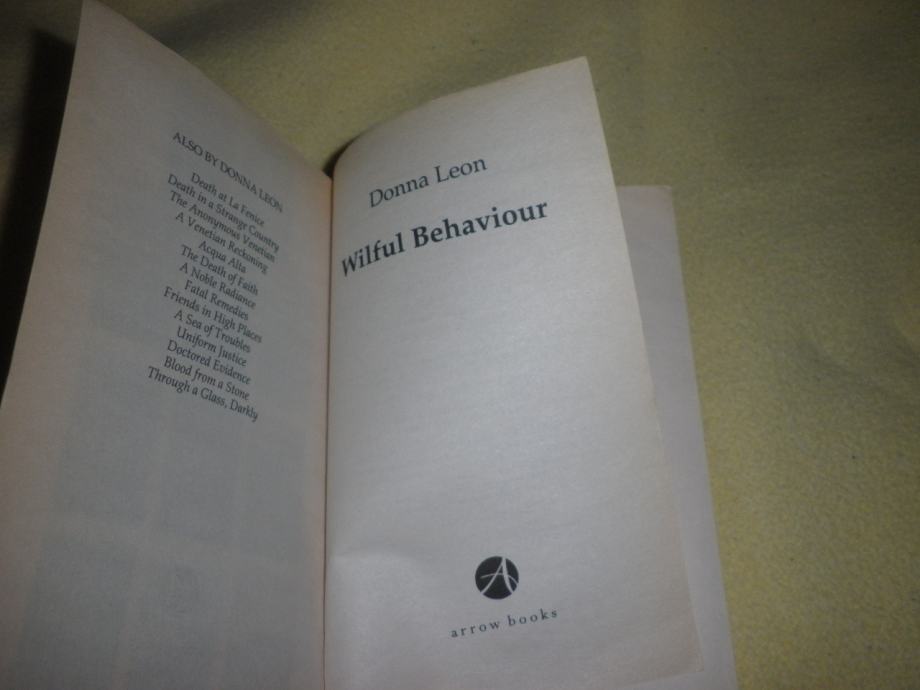 ALSO BY DONNA LEON
Death at La Fenice
Death in a Strange Country
The Anonymous Venetian
A Venetian Reckoning
Acqua Alta
The Death of Faith
A Noble Radiance
Fatal Remedies
Friends in High Places
A Sea of Troubles
Uniform Justice
Doctored Evidence
Blood from a Stone
Through a Glass, Darkly
Donna Leon
Wilful Behaviour
A
arrow books